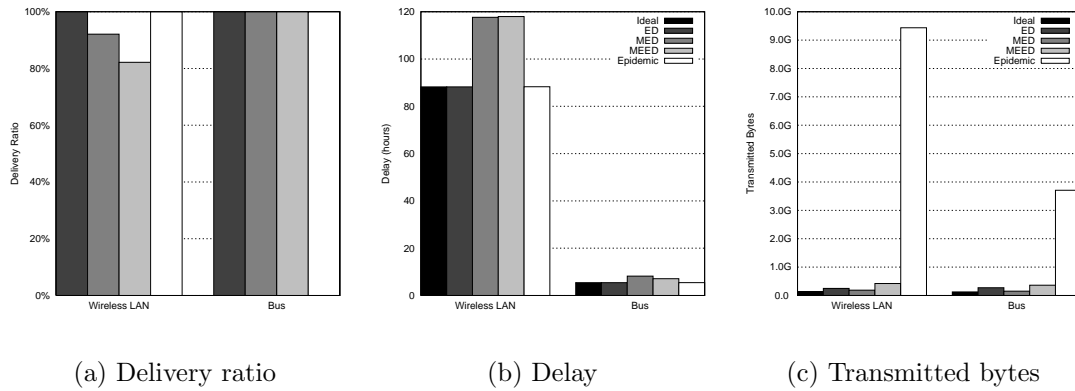 100%
80%
60%
40%
20%
0%
Delivery Ratio
Wireless LAN
Bus
(a) Delivery ratio
120
100
80
60
40
20
0
Delay (hours)
Wireless LAN
Bus
Ideal
ED
MED
MEED
Epidemic
(b) Delay
10.0G
9.0G
8.0G
7.0G
6.0G
5.0G
4.0G
3.0G
2.0G
1.0G
0.0
Transmitted Bytes
Wireless LAN
Bus
Ideal
ED
MED
MEED
Epidemic
(c) Transmitted bytes